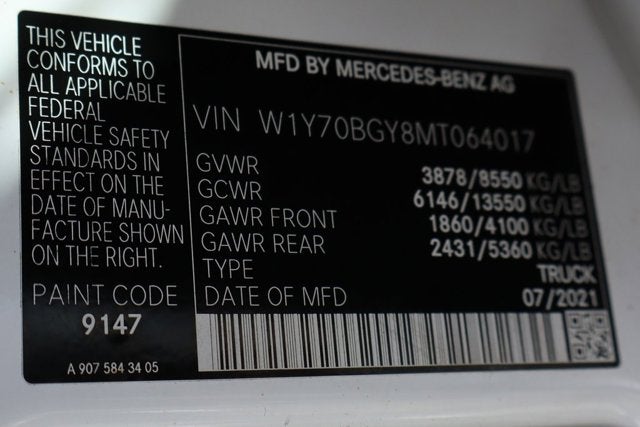 THIS VEHICLE
CONFORMS TO
ALL APPLICABLE
FEDERAL
VEHICLE SAFETY
STANDARDS IN
EFFECT ON THE
DATE OF MANU-
FACTURE SHOWN
ON THE RIGHT.
PAINT CODE
9147
A 907 584 34 05
MFD BY MERCEDES-BENZ AG
VIN W1Y70BGY8MT064017
GVWR 3878/8550 KG/LB
GCWR 6146/13550 KG/LB
GAWR FRONT 1860/4100 KG/LB
GAWR REAR 2431/5360 KG/LB
TYPE TRUCK
DATE OF MFD 07/2021